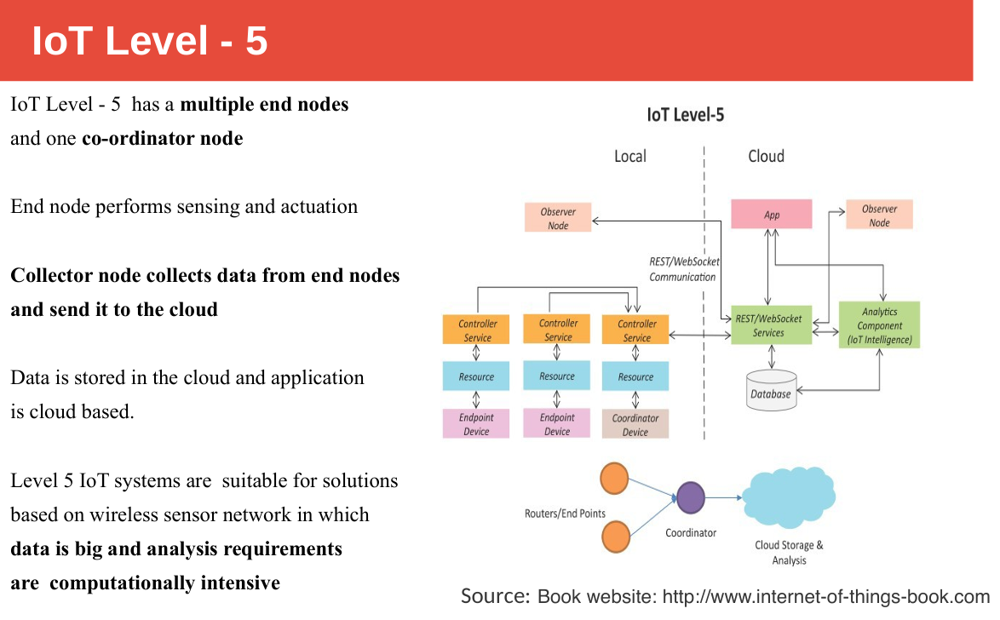 IoT Level - 5
IoT Level - 5 has a multiple end nodes
and one co-ordinator node
End node performs sensing and actuation
Collector node collects data from end nodes
and send it to the cloud
Data is stored in the cloud and application
is cloud based.
Level 5 IoT systems are suitable for solutions
based on wireless sensor network in which
data is big and analysis requirements
are computationally intensive
IoT Level-5
Local
Cloud
Observer
Node
App
Observer
Node
REST/WebSocket
Communication
Controller
Service
Controller
Service
Controller
Service
REST/WebSocket
Services
Analytics
Component
(IoT Intelligence)
Resource
Resource
Resource
Database
Endpoint
Device
Endpoint
Device
Coordinator
Device
Routers/End Points
Coordinator
Cloud Storage &
Analysis
Source: Book website: http://www.internet-of-things-book.com